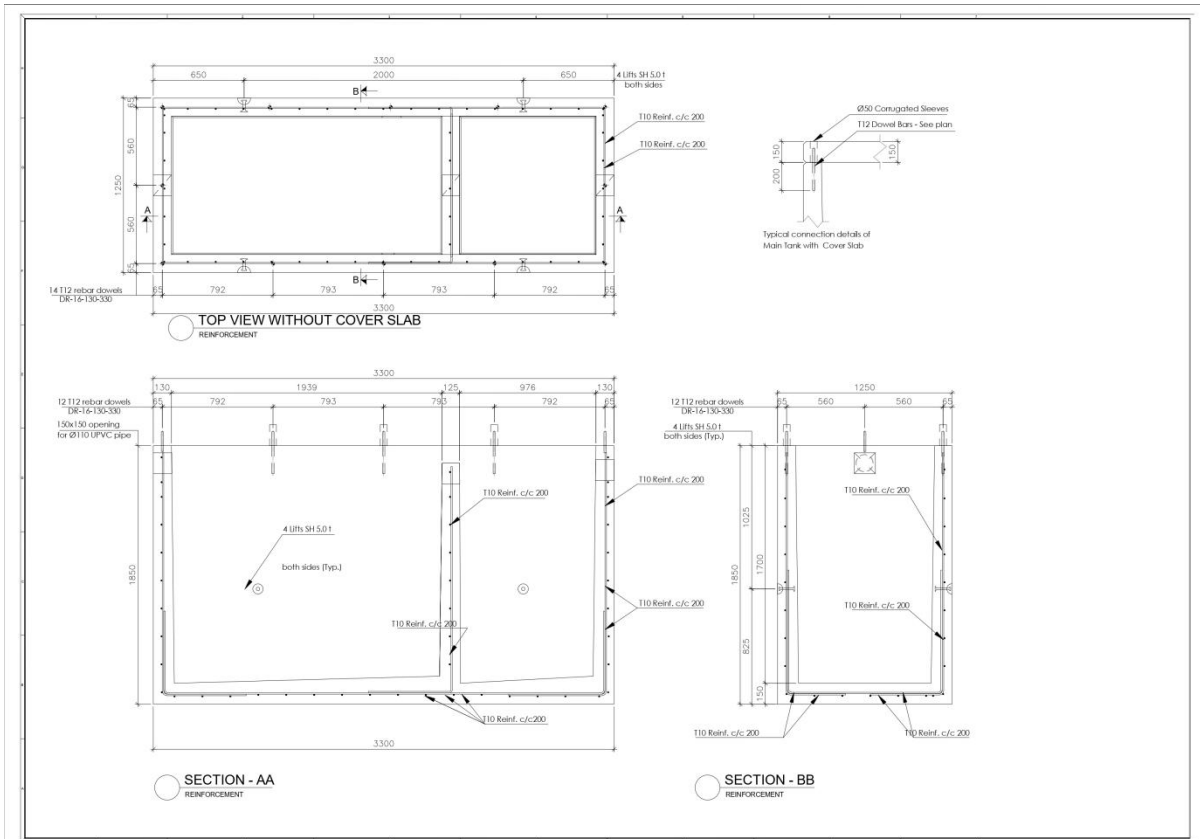 3300
650
2000
650
4 Lifts SH 5.0 t
both sides
B
65
560
1250
560
65
A
A
T10 Reinf. c/c 200
T10 Reinf. c/c 200
B
14 T12 rebar dowels
DR-16-130-330
65
792
793
793
792
65
3300
TOP VIEW WITHOUT COVER SLAB
REINFORCEMENT
Ø50 Corrugated Sleeves
T12 Dowel Bars - See plan
150
200
150
Typical connection details of
Main Tank with Cover Slab
3300
130
1939
125
976
130
12 T12 rebar dowels
DR-16-130-330
65
792
793
793
792
65
150x150 opening
for Ø110 UPVC pipe
1850
T10 Reinf. c/c 200
T10 Reinf. c/c 200
4 Lifts SH 5.0 t
both sides (Typ.)
T10 Reinf. c/c 200
T10 Reinf. c/c 200
T10 Reinf. c/c200
3300
SECTION - AA
REINFORCEMENT
1250
12 T12 rebar dowels
DR-16-130-330
65
560
560
65
4 Lifts SH 5.0 t
both sides (Typ.)
T10 Reinf. c/c 200
1025
1700
1850
825
150
T10 Reinf. c/c 200
T10 Reinf. c/c 200
T10 Reinf. c/c 200
SECTION - BB
REINFORCEMENT